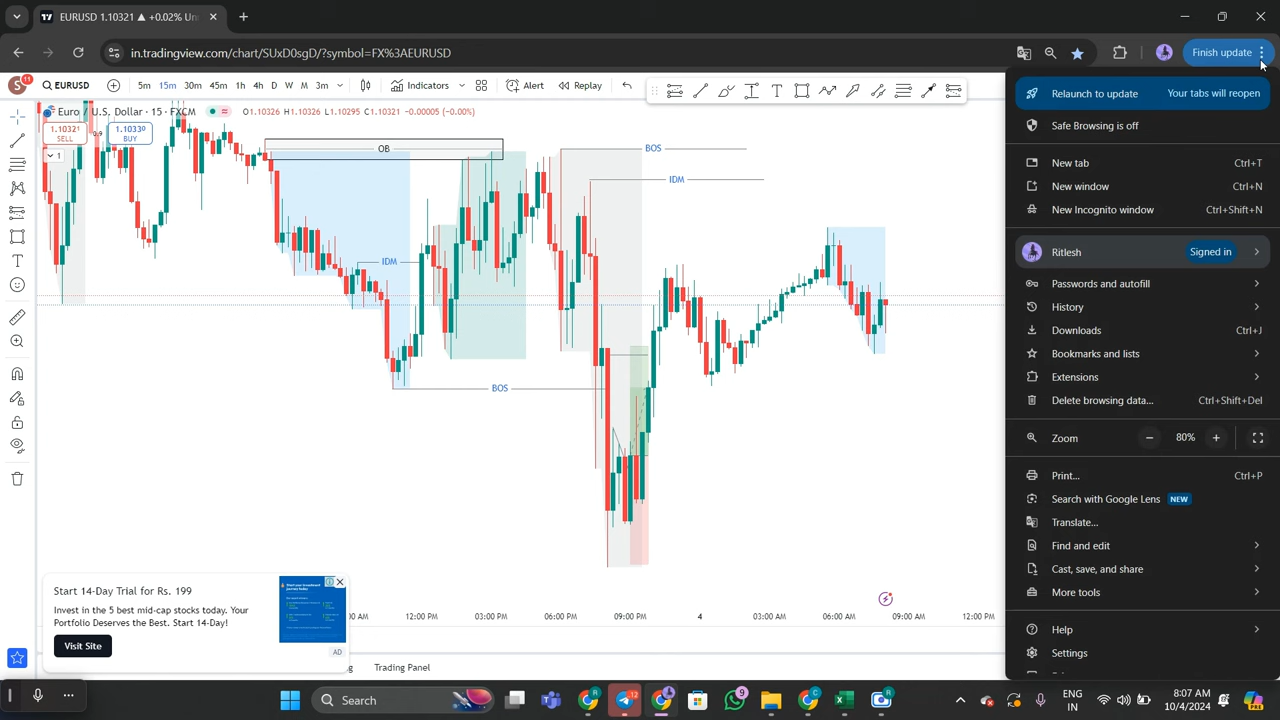 EURUSD 1.10321 ▲ +0.02% Un
in.tradingview.com/chart/SUxD0sgD/?symbol=FX%3AEURUSD
Finish update
S 11 EURUSD 5m 15m 30m 45m 1h 4h D W M 3m Indicators Alert Replay
Euro / U.S. Dollar · 15 · FXCM O1.10326 H1.10326 L1.10295 C1.10321 -0.00005 (-0.00%)
1.10321 SELL 0.9 1.10330 BUY
1
OB
BOS
IDM
IDM
BOS
Start 14-Day Trial for Rs. 199
Invest in the 5 best mid-cap stocks today. Your
Portfolio Deserves the Best. Start 14-Day!
Visit Site
AD
AM 12:00 PM 03:00 AM 06:00 PM 09:00 PM 4 03:00 AM 06:00 AM 09:00 AM 12:00 PM
Trading Panel
Relaunch to update Your tabs will reopen
Safe Browsing is off
New tab Ctrl+T
New window Ctrl+N
New Incognito window Ctrl+Shift+N
Ritlesh Signed in
Passwords and autofill
History
Downloads Ctrl+J
Bookmarks and lists
Extensions
Delete browsing data... Ctrl+Shift+Del
Zoom 80%
Print... Ctrl+P
Search with Google Lens NEW
Translate...
Find and edit
Cast, save, and share
More tools
Help
Settings
Search
12
9
ENG
IN
8:07 AM
10/4/2024